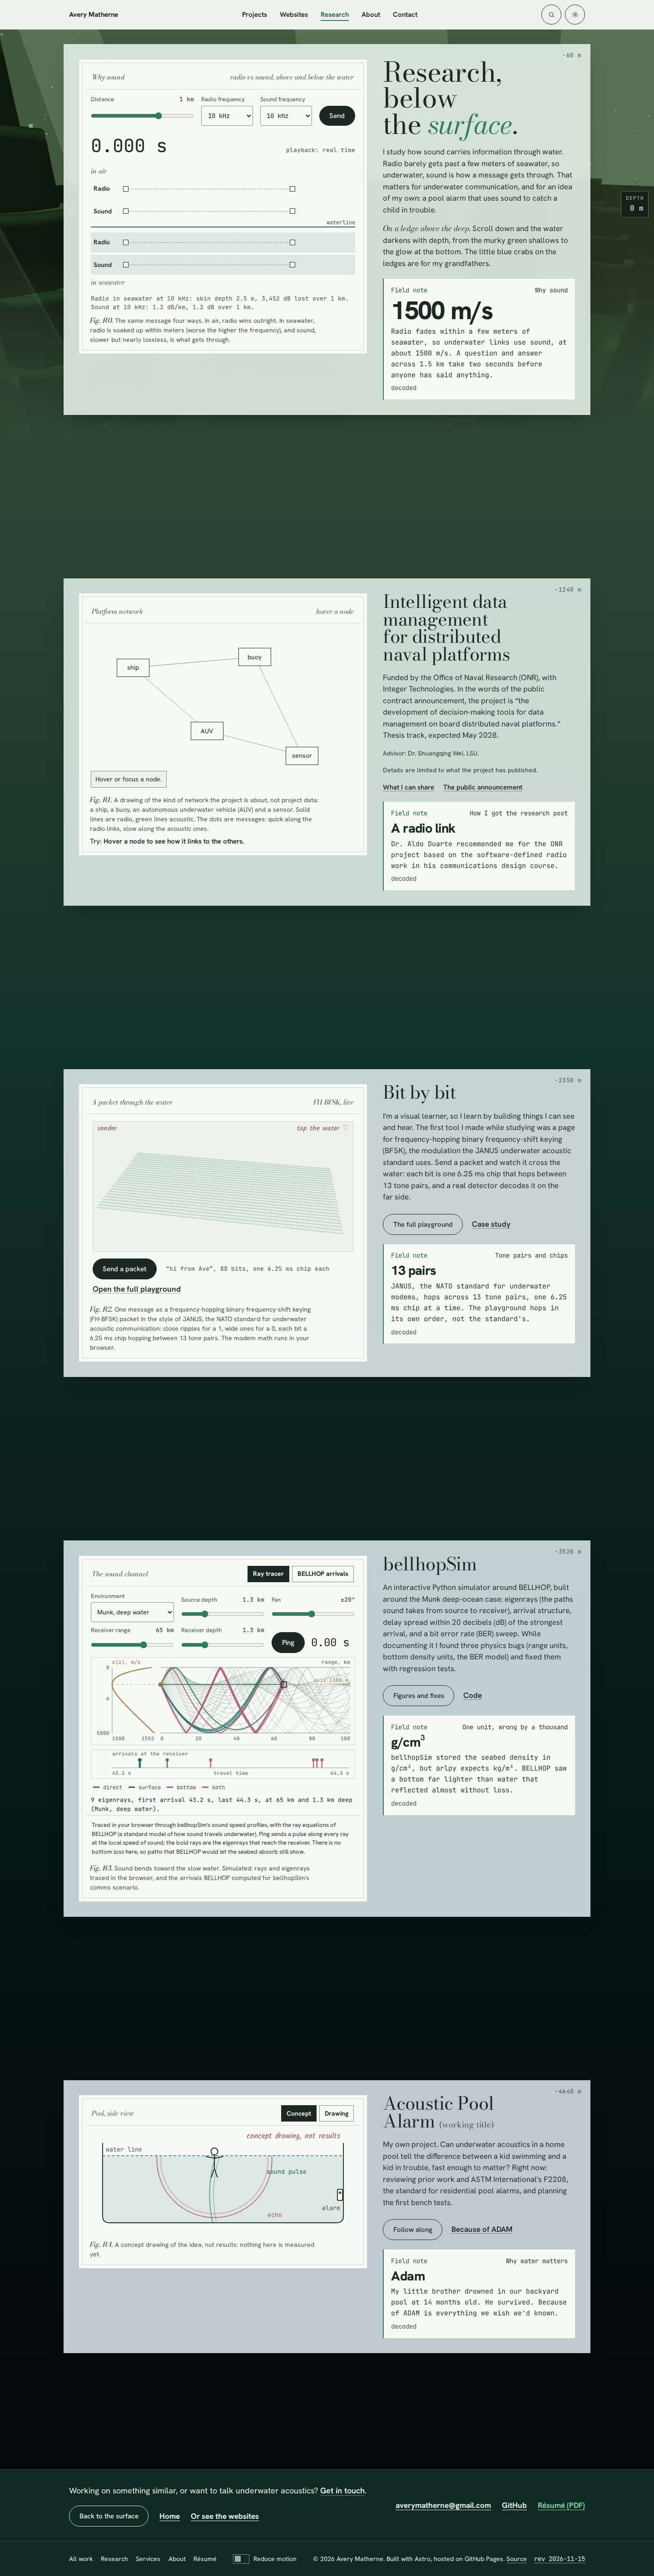 Avery Matherne
Projects Websites Research About Contact
-60 m
Why sound
radio vs sound, above and below the water
Distance 1 km
Radio frequency
10 kHz
Sound frequency
10 kHz
Send
0.000 s
playback: real time
in air
Radio
Sound
waterline
Radio
Sound
in seawater
Radio in seawater at 10 kHz: skin depth 2.5 m, 3,452 dB lost over 1 km.
Sound at 10 kHz: 1.2 dB/km, 1.2 dB over 1 km.
Fig. R0. The same message four ways. In air, radio wins outright. In seawater,
radio is soaked up within meters (worse the higher the frequency), and sound,
slower but nearly lossless, is what gets through.
Research,
below
the surface.
I study how sound carries information through water.
Radio barely gets past a few meters of seawater, so
underwater, sound is how a message gets through. That
matters for underwater communication, and for an idea
of my own: a pool alarm that uses sound to catch a
child in trouble.
On a ledge above the deep. Scroll down and the water
darkens with depth, from the murky green shallows to
the glow at the bottom. The little blue crabs on the
ledges are for my grandfathers.
Field note Why sound
1500 m/s
Radio fades within a few meters of
seawater, so underwater links use sound, at
about 1500 m/s. A question and answer
across 1.5 km take two seconds before
anyone has said anything.
decoded
DEPTH
0 m
-1240 m
Platform network
hover a node
ship
buoy
AUV
sensor
Hover or focus a node.
Fig. R1. A drawing of the kind of network the project is about, not project data:
a ship, a buoy, an autonomous underwater vehicle (AUV) and a sensor. Solid
lines are radio, green lines acoustic. The dots are messages: quick along the
radio links, slow along the acoustic ones.
Try: Hover a node to see how it links to the others.
Intelligent data
management
for distributed
naval platforms
Funded by the Office of Naval Research (ONR), with
Integer Technologies. In the words of the public
contract announcement, the project is “the
development of decision-making tools for data
management on board distributed naval platforms.”
Thesis track, expected May 2028.
Advisor: Dr. Shuangqing Wei, LSU.
Details are limited to what the project has published.
What I can share The public announcement
Field note How I got the research post
A radio link
Dr. Aldo Duarte recommended me for the ONR
project based on the software-defined radio
work in his communications design course.
decoded
-2350 m
A packet through the water
FH-BFSK, live
sender
tap the water ♡
Send a packet
“hi from Ave”, 88 bits, one 6.25 ms chip each
Open the full playground
Fig. R2. One message as a frequency-hopping binary frequency-shift keying
(FH-BFSK) packet in the style of JANUS, the NATO standard for underwater
acoustic communication: close ripples for a 1, wide ones for a 0, each bit a
6.25 ms chip hopping between 13 tone pairs. The modem math runs in your
browser.
Bit by bit
I'm a visual learner, so I learn by building things I can see
and hear. The first tool I made while studying was a page
for frequency-hopping binary frequency-shift keying
(BFSK), the modulation the JANUS underwater acoustic
standard uses. Send a packet and watch it cross the
water: each bit is one 6.25 ms chip that hops between
13 tone pairs, and a real detector decodes it on the
far side.
The full playground Case study
Field note Tone pairs and chips
13 pairs
JANUS, the NATO standard for underwater
modems, hops across 13 tone pairs, one 6.25
ms chip at a time. The playground hops in
its own order, not the standard's.
decoded
-3520 m
The sound channel
Ray tracer BELLHOP arrivals
Environment
Munk, deep water
Source depth 1.3 km
Fan ±20°
Receiver range 65 km
Receiver depth 1.3 km
Ping
0.00 s
c(z), m/s
range, km
0
m
5000
axis 1300 m
1500 1552 0 20 40 60 80 100
arrivals at the receiver
43.2 s travel time 44.3 s
direct surface bottom both
9 eigenrays, first arrival 43.2 s, last 44.3 s, at 65 km and 1.3 km deep
(Munk, deep water).
Traced in your browser through bellhopSim's sound speed profiles, with the ray equations of
BELLHOP (a standard model of how sound travels underwater). Ping sends a pulse along every ray
at the local speed of sound; the bold rays are the eigenrays that reach the receiver. There is no
bottom loss here, so paths that BELLHOP would let the seabed absorb still show.
Fig. R3. Sound bends toward the slow water. Simulated: rays and eigenrays
traced in the browser, and the arrivals BELLHOP computed for bellhopSim's
comms scenario.
bellhopSim
An interactive Python simulator around BELLHOP, built
around the Munk deep-ocean case: eigenrays (the paths
sound takes from source to receiver), arrival structure,
delay spread within 20 decibels (dB) of the strongest
arrival, and a bit error rate (BER) sweep. While
documenting it I found three physics bugs (range units,
bottom density units, the BER model) and fixed them
with regression tests.
Figures and fixes Code
Field note One unit, wrong by a thousand
g/cm³
bellhopSim stored the seabed density in
g/cm³, but arlpy expects kg/m³. BELLHOP saw
a bottom far lighter than water that
reflected almost without loss.
decoded
-4640 m
Pool, side view
Concept Drawing
concept drawing, not results
water line
sound pulse
alarm
echo
Fig. R4. A concept drawing of the idea, not results: nothing here is measured
yet.
Acoustic Pool
Alarm (working title)
My own project. Can underwater acoustics in a home
pool tell the difference between a kid swimming and a
kid in trouble, fast enough to matter? Right now:
reviewing prior work and ASTM International's F2208,
the standard for residential pool alarms, and planning
the first bench tests.
Follow along Because of ADAM
Field note Why water matters
Adam
My little brother drowned in our backyard
pool at 14 months old. He survived. Because
of ADAM is everything we wish we'd known.
decoded
Working on something similar, or want to talk underwater acoustics? Get in touch.
Back to the surface Home Or see the websites
averymatherne@gmail.com GitHub Résumé (PDF)
All work Research Services About Résumé
Reduce motion
© 2026 Avery Matherne. Built with Astro, hosted on GitHub Pages. Source rev 2026-11-15